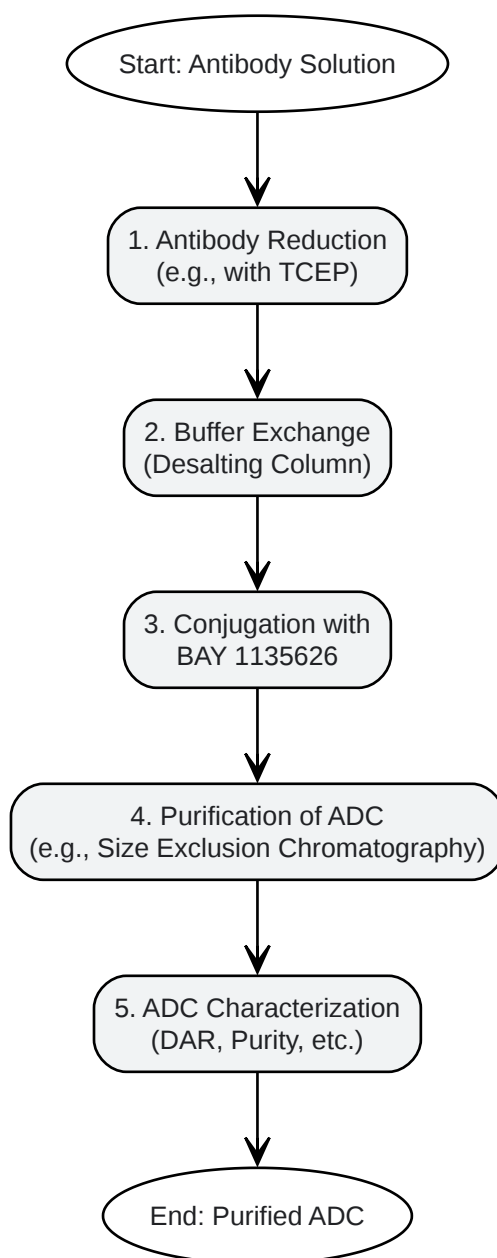 Start: Antibody Solution
1. Antibody Reduction
(e.g., with TCEP)
2. Buffer Exchange
(Desalting Column)
3. Conjugation with
BAY 1135626
4. Purification of ADC
(e.g., Size Exclusion Chromatography)
5. ADC Characterization
(DAR, Purity, etc.)
End: Purified ADC